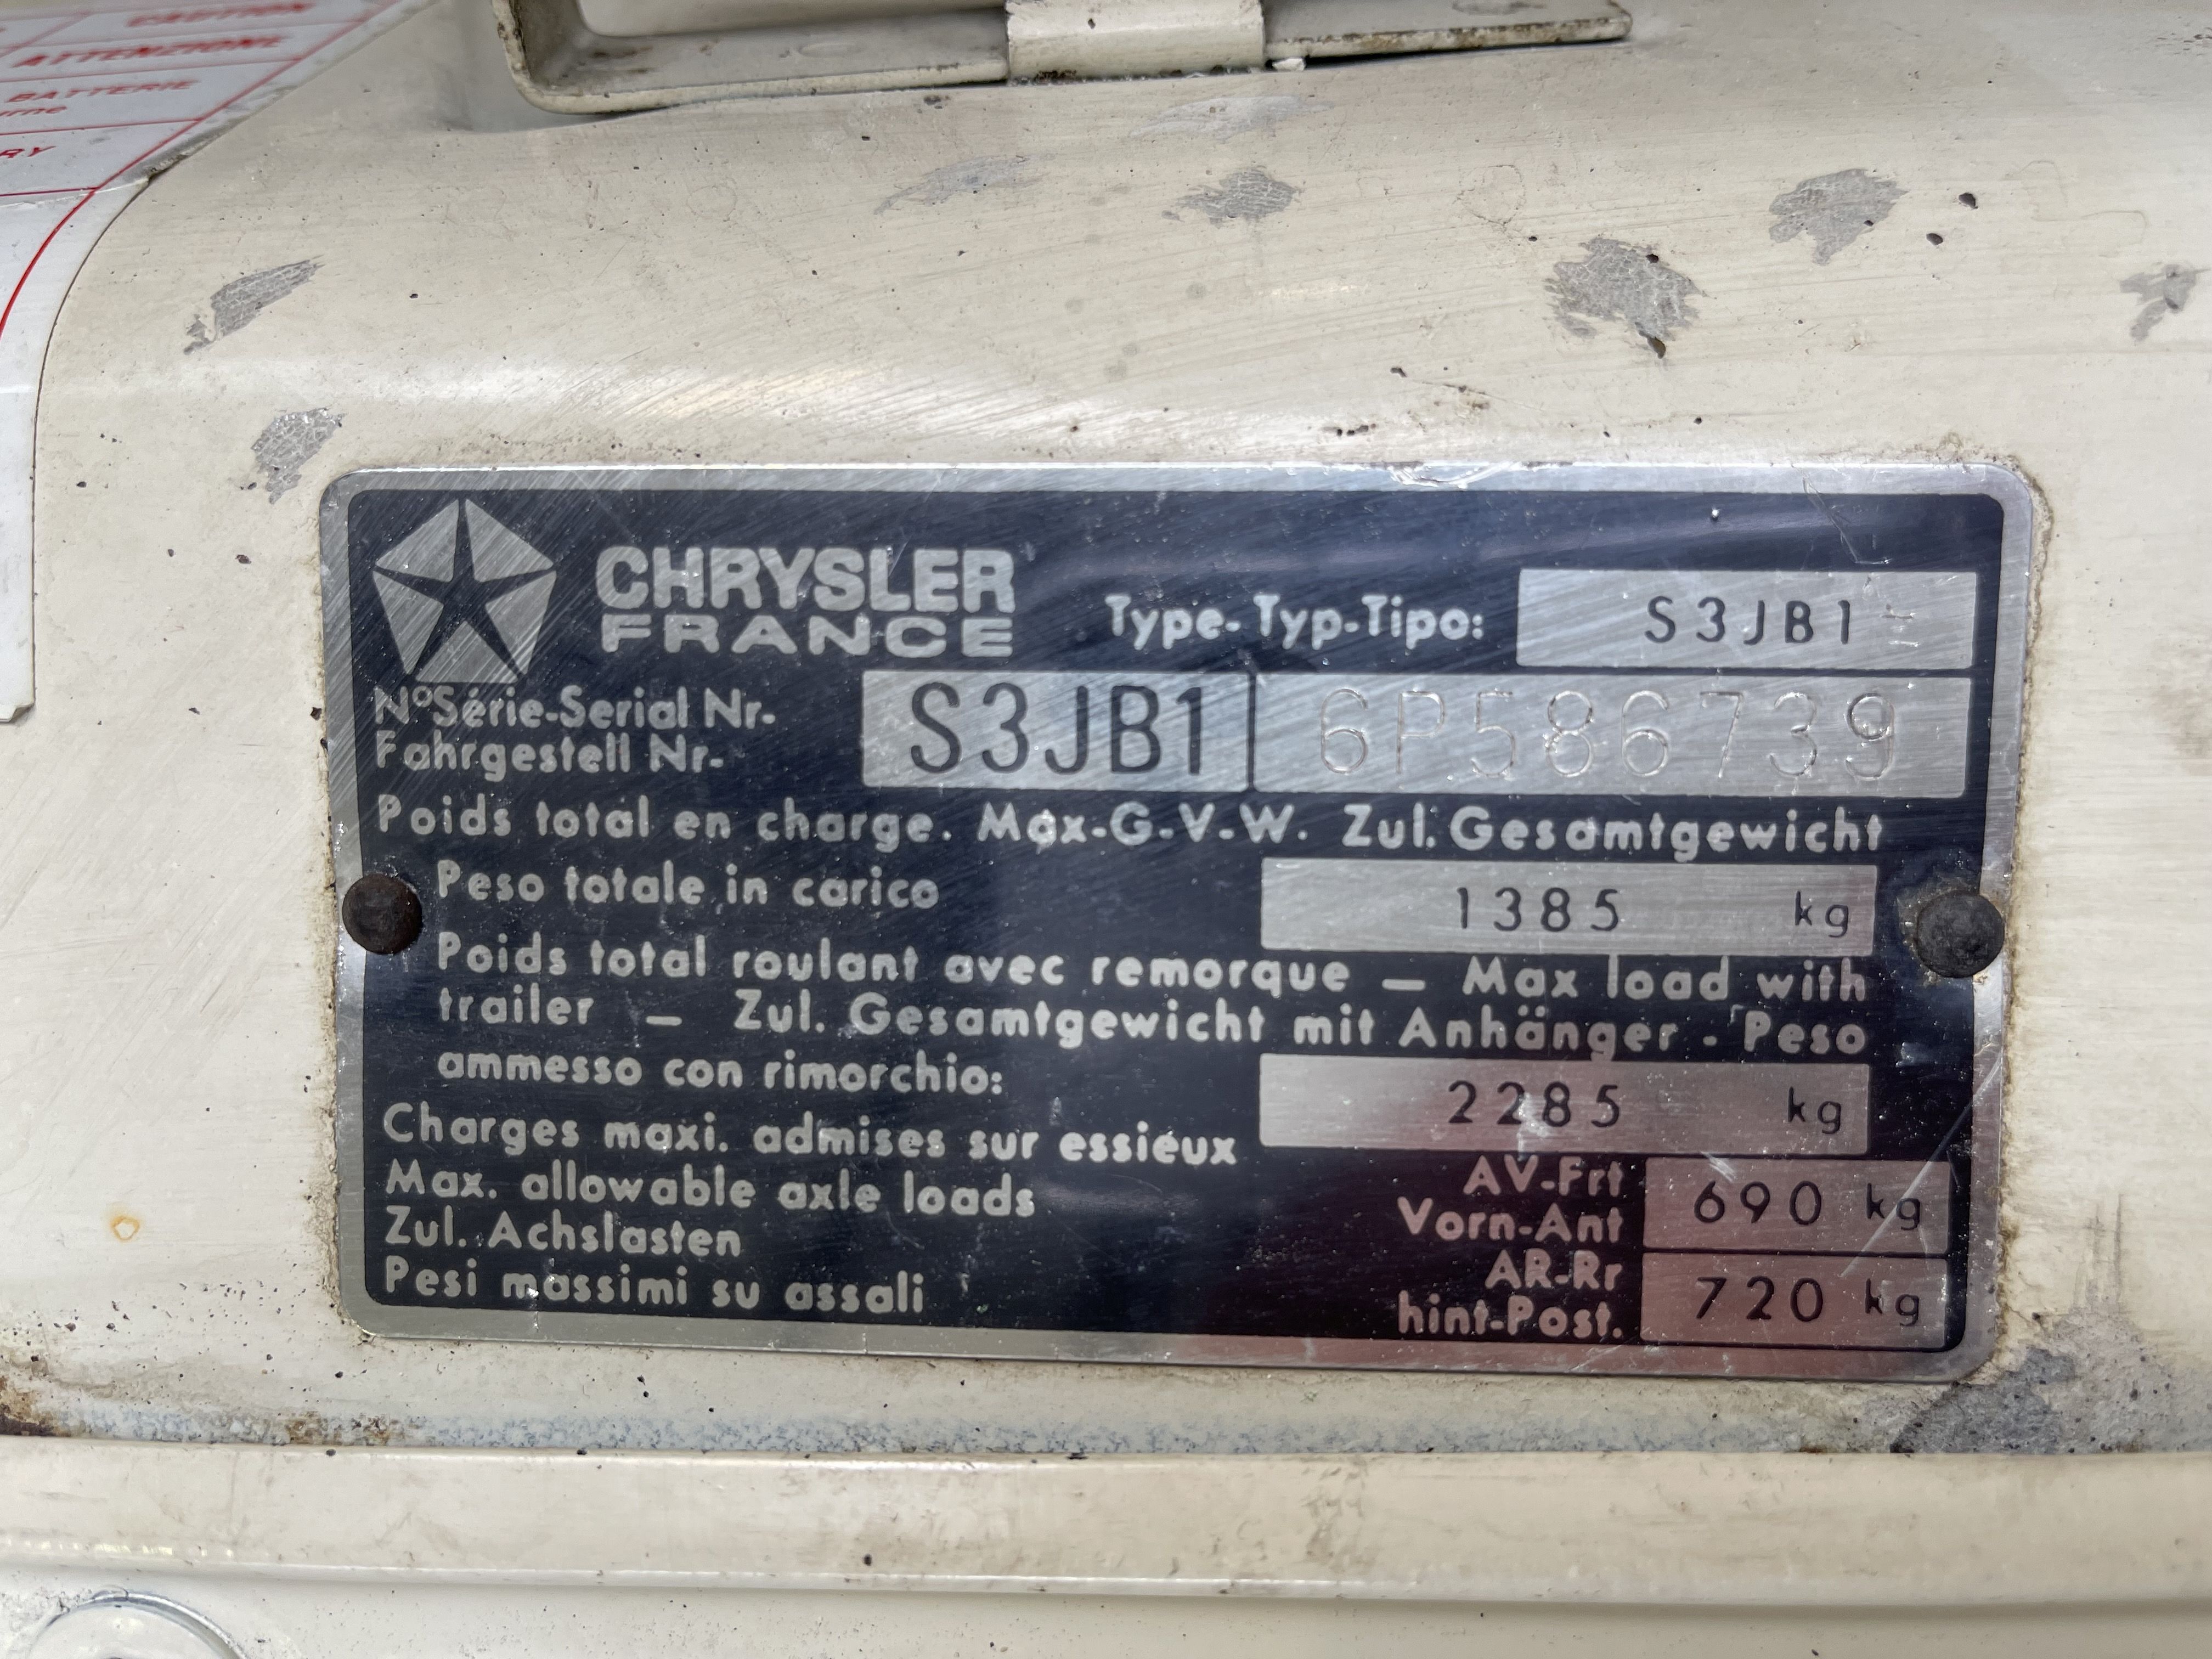 CAUTION
ATTENZIONE
BATTERIE
CHRYSLER
FRANCE
Type-Typ-Tipo: S3JB1
N°Série-Serial Nr-
Fahrgestell Nr-
S3JB1 6P586739
Poids total en charge. Max-G-V-W. Zul. Gesamtgewicht
Peso totale in carico
1385 kg
Poids total roulant avec remorque — Max load with
trailer — Zul. Gesamtgewicht mit Anhänger - Peso
ammesso con rimorchio:
2285 kg
Charges maxi. admises sur essieux
Max. allowable axle loads
Zul. Achslasten
Pesi massimi su assali
AV-Frt
Vorn-Ant
690 kg
AR-Rr
hint-Post.
720 kg